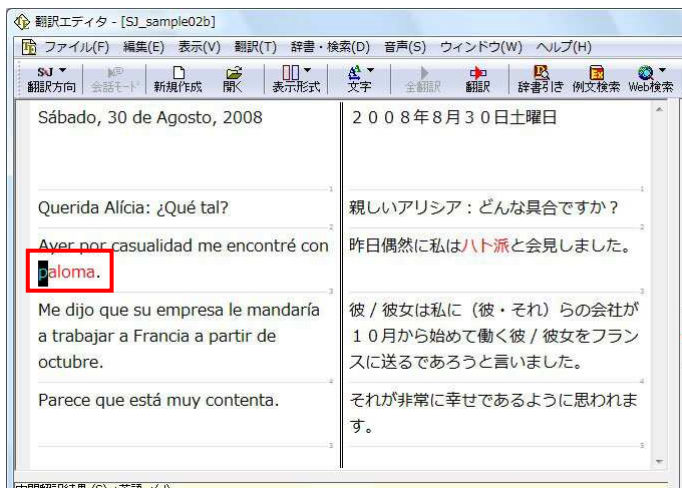 翻訳エディタ - [SJ_sample02b]
ファイル(F) 編集(E) 表示(V) 翻訳(T) 辞書・検索(D) 音声(S) ウィンドウ(W) ヘルプ(H)
翻訳方向 会話モード 新規作成 開く 表示形式 文字 全翻訳 翻訳 辞書引き 例文検索 Web検索
Sábado, 30 de Agosto, 2008
２００８年８月３０日土曜日
1 1
Querida Alícia: ¿Qué tal?
親しいアリシア：どんな具合ですか？
2 2
Ayer por casualidad me encontré con
paloma.
昨日偶然に私はハト派と会見しました。
3 3
Me dijo que su empresa le mandaría
a trabajar a Francia a partir de
octubre.
彼 / 彼女は私に（彼・それ）らの会社が
１０月から始めて働く彼 / 彼女をフラン
スに送るであろうと言いました。
4 4
Parece que está muy contenta.
それが非常に幸せであるように思われま
す。
5 5